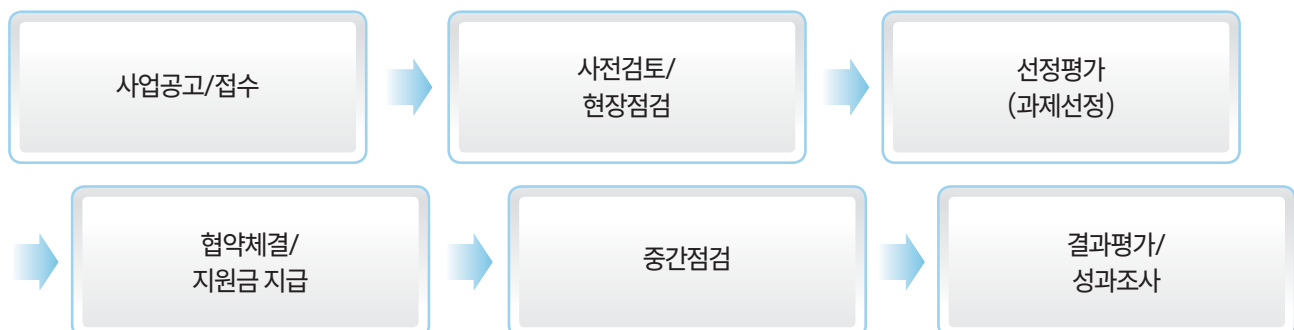 사업공고/접수
사전검토/
현장점검
선정평가
(과제선정)
협약체결/
지원금 지급
중간점검
결과평가/
성과조사